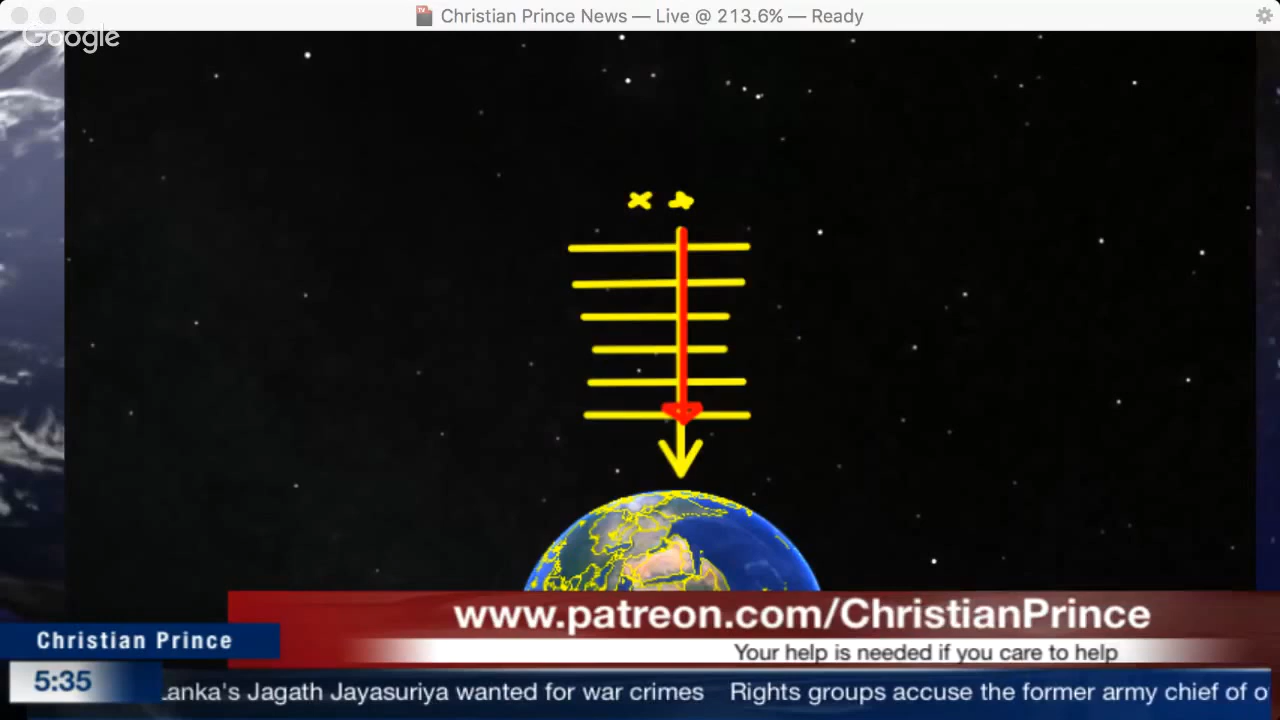 Christian Prince News — Live @ 213.6% — Ready
Google
www.patreon.com/ChristianPrince
Christian Prince
Your help is needed if you care to help
5:35
Lanka's Jagath Jayasuriya wanted for war crimes Rights groups accuse the former army chief of